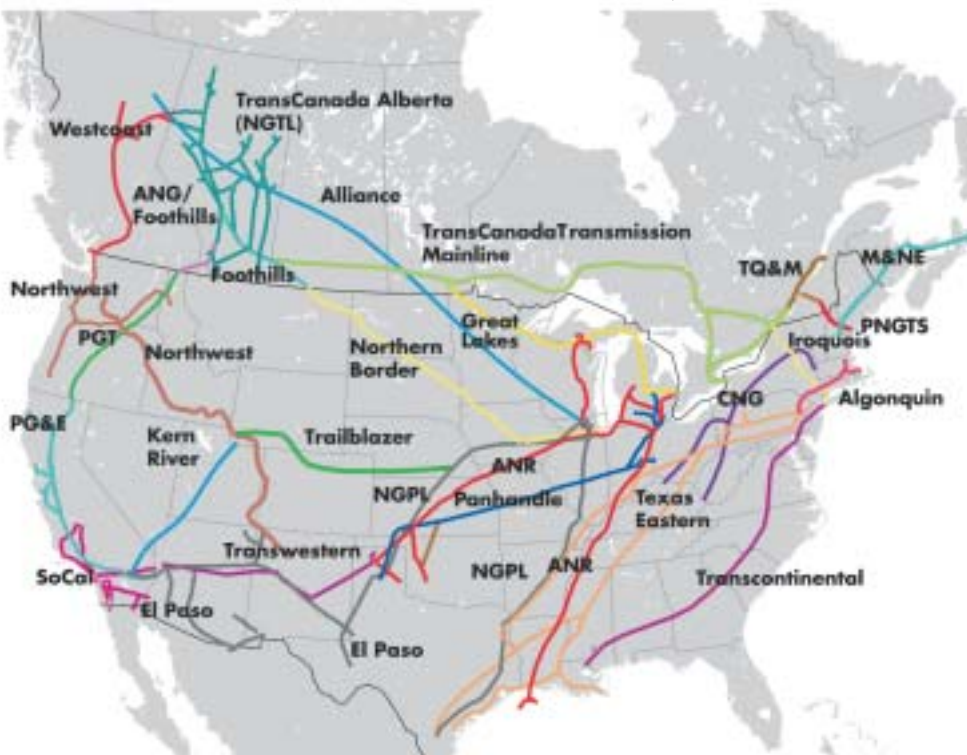 TransCanada Alberta
(NGTL)
Westcoast
ANG/
Foothills
Alliance
TransCanadaTransmission
Mainline
TQ&M
M&NE
Foothills
Northwest
PGT
Great
Lakes
PNGTS
Iroquois
Northwest
Northern
Border
CNG
Algonquin
PG&E
Kern
River
Trailblazer
ANR
NGPL
Panhandle
Texas
Eastern
Transwestern
NGPL
ANR
SoCal
Transcontinental
El Paso
El Paso